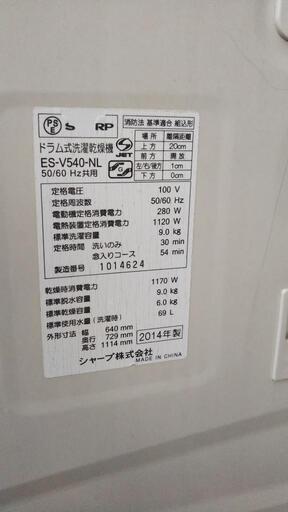 PS E S RP
ドラム式洗濯乾燥機
ES-V540-NL
50/60 Hz共用
S JET
消防法 基準適合 組込形
場所 離隔距離
上方 20cm
前方 開放
左/右/後方 1cm
下方 0cm
定格電圧 100 V
定格周波数 50/60 Hz
電動機定格消費電力 280 W
電熱装置定格消費電力 1120 W
標準洗濯容量 9.0 kg
定格時間 洗いのみ 30 min
念入りコース 54 min
製造番号 1014624
乾燥時消費電力 1170 W
標準脱水容量 9.0 kg
標準乾燥容量 6.0 kg
標準使用水量(洗濯時) 69 L
外形寸法: 幅 640 mm
奥行 729 mm
高さ 1114 mm
2014年製
シャープ株式会社
MADE IN CHINA